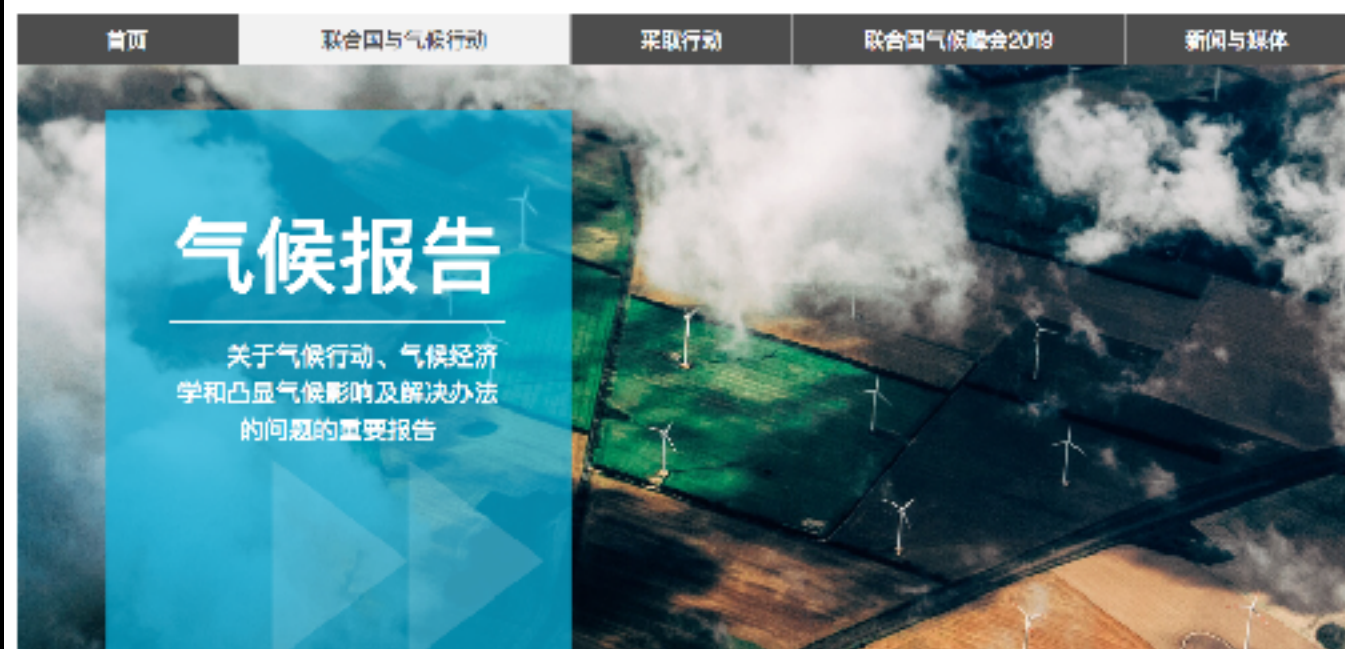 首页
联合国与气候行动
采取行动
联合国气候峰会2019
新闻与媒体
气候报告
关于气候行动、气候经济
学和凸显气候影响及解决办法
的问题的重要报告